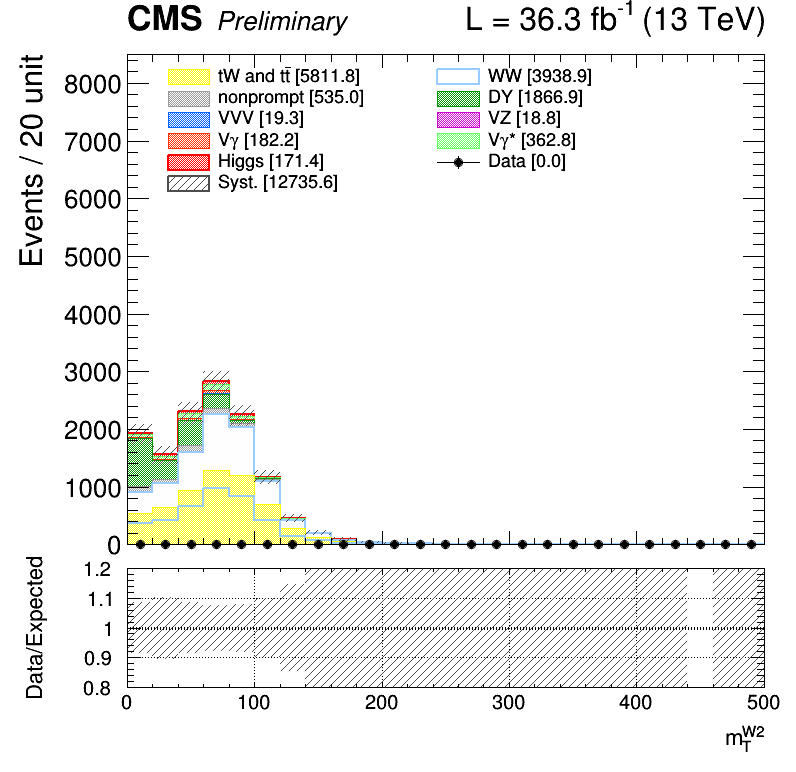 CMS Preliminary L = 36.3 fb⁻¹ (13 TeV)
Events / 20 unit
8000
7000
6000
5000
4000
3000
2000
1000
0
tW and tt̄ [5811.8]
nonprompt [535.0]
VVV [19.3]
Vγ [182.2]
Higgs [171.4]
Syst. [12735.6]
WW [3938.9]
DY [1866.9]
VZ [18.8]
Vγ* [362.8]
Data [0.0]
Data/Expected
1.2
1.1
1
0.9
0.8
0 100 200 300 400 500
m_T^W2